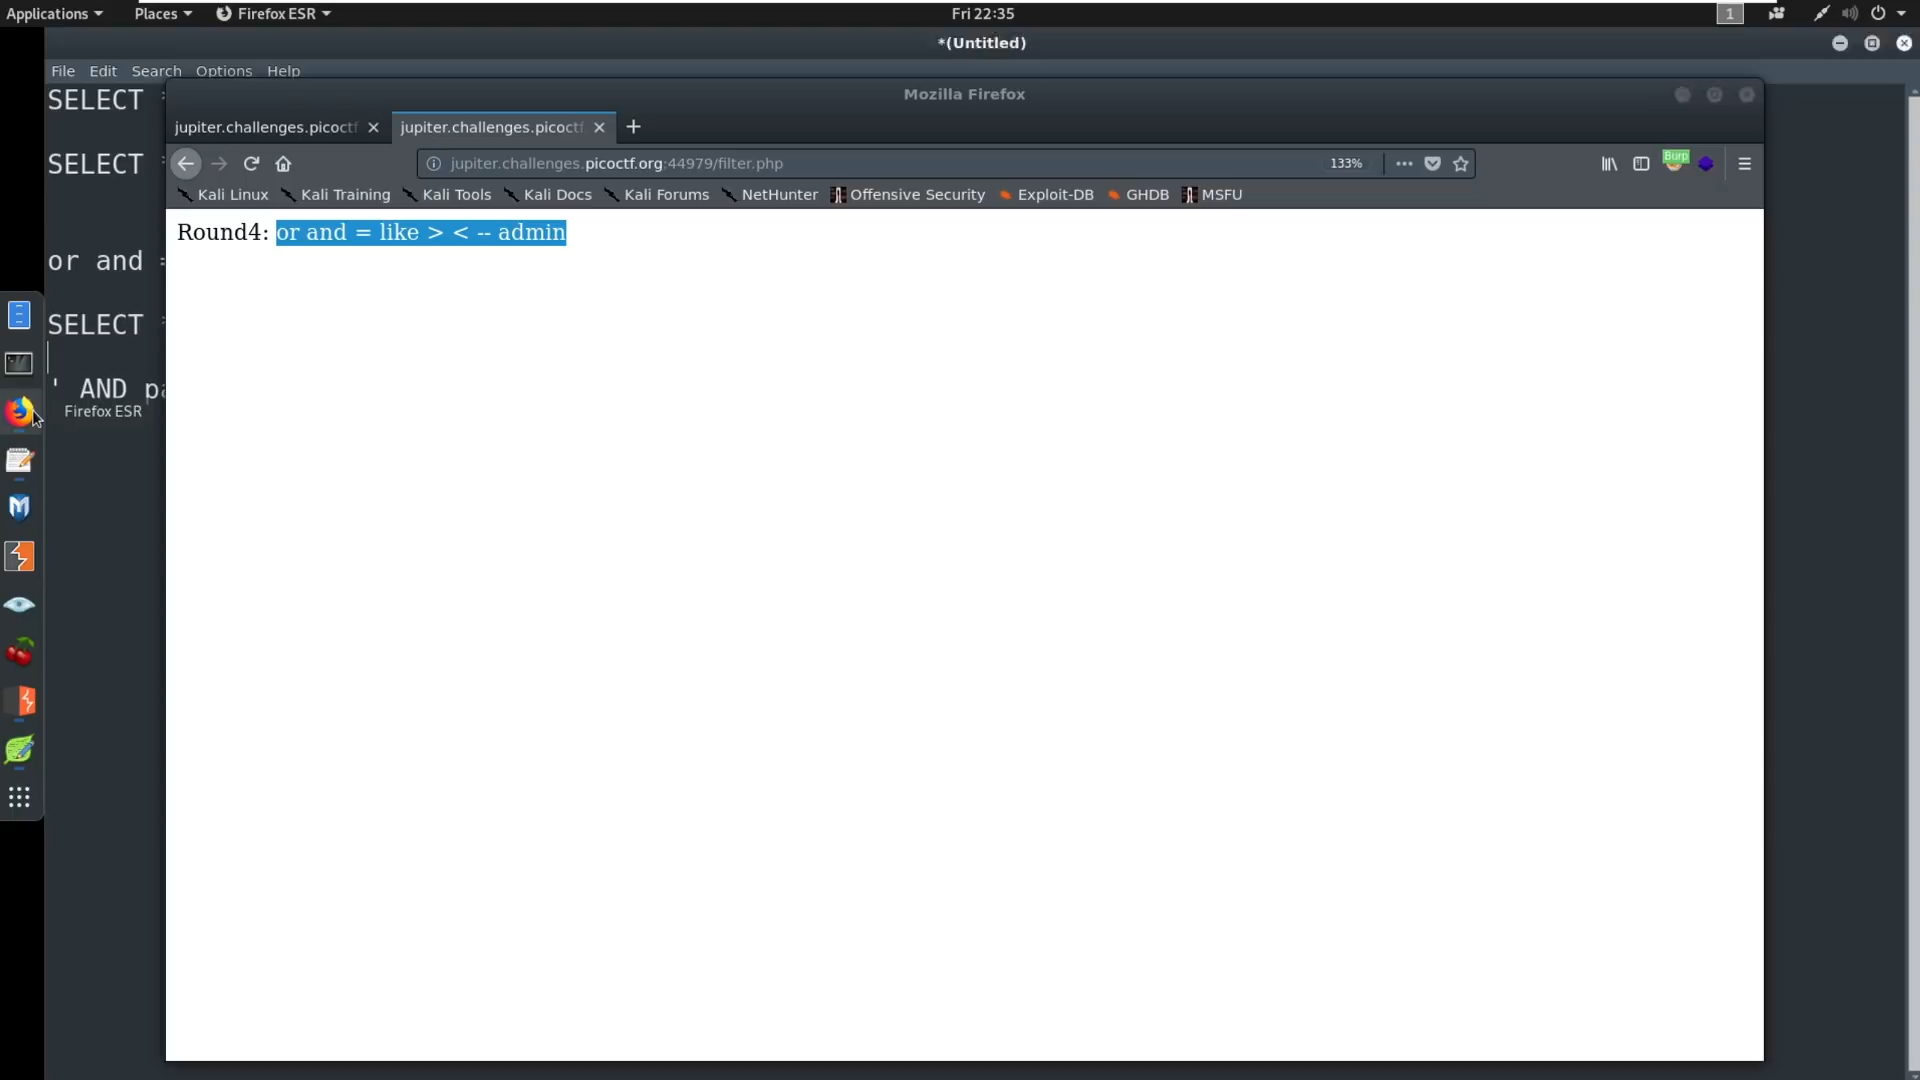 Applications Places Firefox ESR Fri 22:35 1
*(Untitled)
File Edit Search Options Help
SELECT *
Mozilla Firefox
jupiter.challenges.picoctf jupiter.challenges.picoctf
SELECT *
jupiter.challenges.picoctf.org:44979/filter.php 133% Burp
Kali Linux Kali Training Kali Tools Kali Docs Kali Forums NetHunter Offensive Security Exploit-DB GHDB MSFU
Round4: or and = like > < -- admin
or and =
SELECT *
' AND pa
Firefox ESR